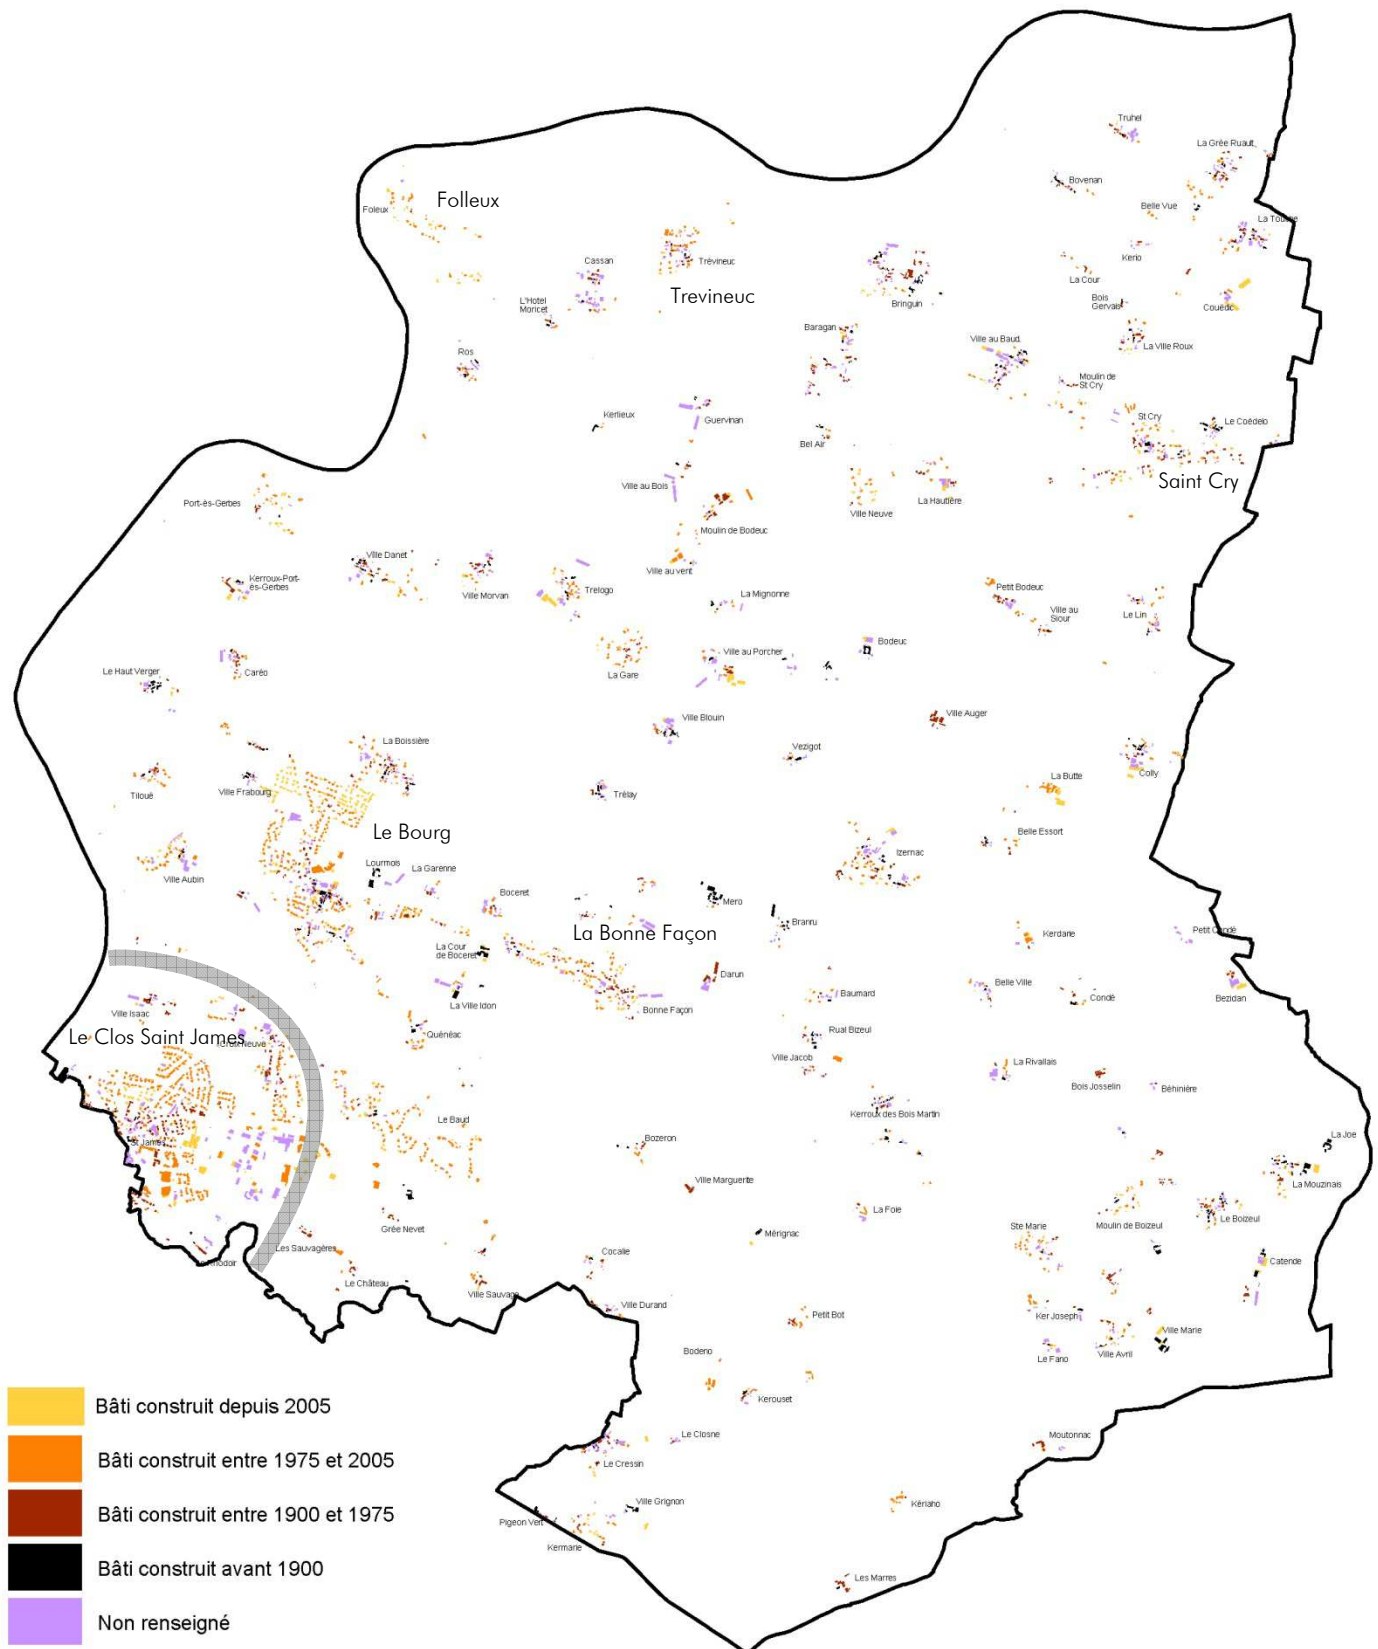 Truhel
La Grée Ruault
Bovenan
Belle Vue
Foleux
Folleux
La Touche
Cassan
Trévineuc
Kerio
La Cour
Trevineuc
L'Hotel
Moricet
Bringuin
Bois
Gervais
Couëdic
Baragan
Ville au Baud
La Ville Roux
Ros
Moulin de
St Cry
Kerlieux
Guervinan
St Cry
Le Coëdelo
Bel Air
Saint Cry
Ville au Bois
Port-ès-Gerbes
Ville Neuve
La Hautière
Moulin de Bodeuc
Ville Danet
Ville au vent
Kerroux-Port-
ès-Gerbes
Ville Morvan
Trelogo
La Mignonne
Petit Bodeuc
Ville au
Siour
Le Lin
Bodeuc
Ville au Porcher
Le Haut Verger
Caréo
La Gare
Ville Blouin
Ville Auger
La Boissière
Vezigot
Colly
Tiloué
Ville Frabourg
Trélay
La Butte
Le Bourg
Belle Essort
Izernac
Lourmois
La Garenne
Ville Aubin
Boceret
Mero
Branru
La Bonne Façon
Kerdarie
Petit Condé
La Cour
de Boceret
Darun
Belle Ville
Condé
Bezidan
La Ville Idon
Bonne Façon
Baumard
Ville Isaac
Le Clos Saint James
Croix Neuve
Quénéac
Rual Bizeul
Ville Jacob
La Rivallais
Bois Josselin
Béhinière
Le Baud
Kerroux des Bois Martin
St James
Bozeron
La Joe
Ville Marguerite
La Mouzinais
Grée Nevet
La Foie
Ste Marie
Moulin de Boizeul
Le Boizeul
Mérignac
Les Sauvagères
Cocalie
Catende
Le Rhodoir
Le Château
Ville Sauvage
Ville Durand
Petit Bot
Ker Joseph
Ville Marie
Bodeno
Le Fano
Ville Avril
Kerouset
Bâti construit depuis 2005
Le Closne
Moutonnac
Bâti construit entre 1975 et 2005
Le Cressin
Kériaho
Ville Grignon
Bâti construit entre 1900 et 1975
Pigeon Vert
Kermarie
Bâti construit avant 1900
Les Marres
Non renseigné